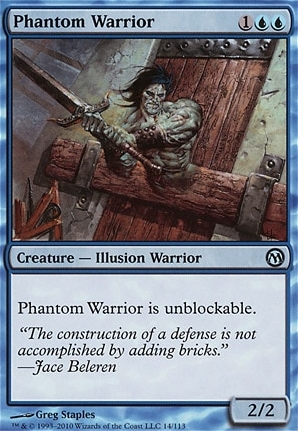 Phantom Warrior 1
Creature — Illusion Warrior
Phantom Warrior is unblockable.
“The construction of a defense is not
accomplished by adding bricks.”
—Jace Beleren
2/2
Greg Staples
™ & © 1993–2010 Wizards of the Coast LLC 14/113